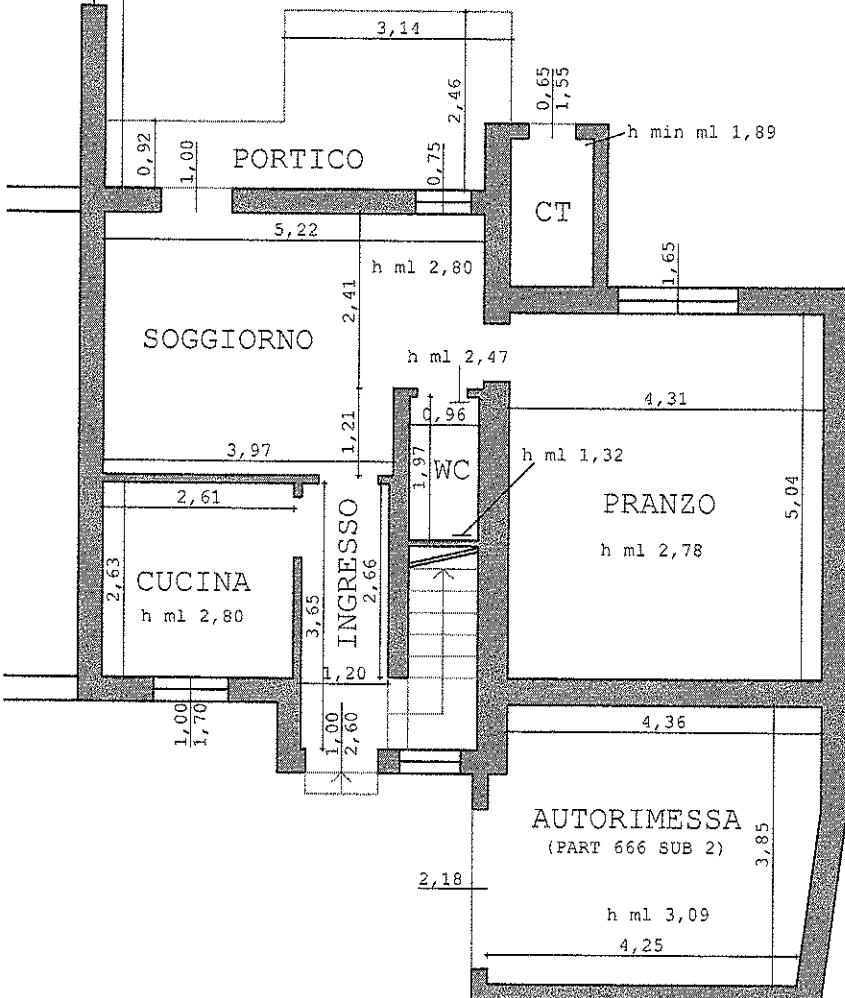 3,14
2,46
0,65
1,55
h min ml 1,89
0,92
1,00
PORTICO
0,75
CT
5,22
h ml 2,80
1,65
2,41
SOGGIORNO
h ml 2,47
4,31
0,96
1,21
3,97
1,97
WC
h ml 1,32
2,61
PRANZO
5,04
h ml 2,78
CUCINA
2,63
h ml 2,80
INGRESSO
3,65
2,66
1,20
1,00
1,70
1,00
2,60
4,36
AUTORIMESSA
(PART 666 SUB 2)
3,85
2,18
h ml 3,09
4,25